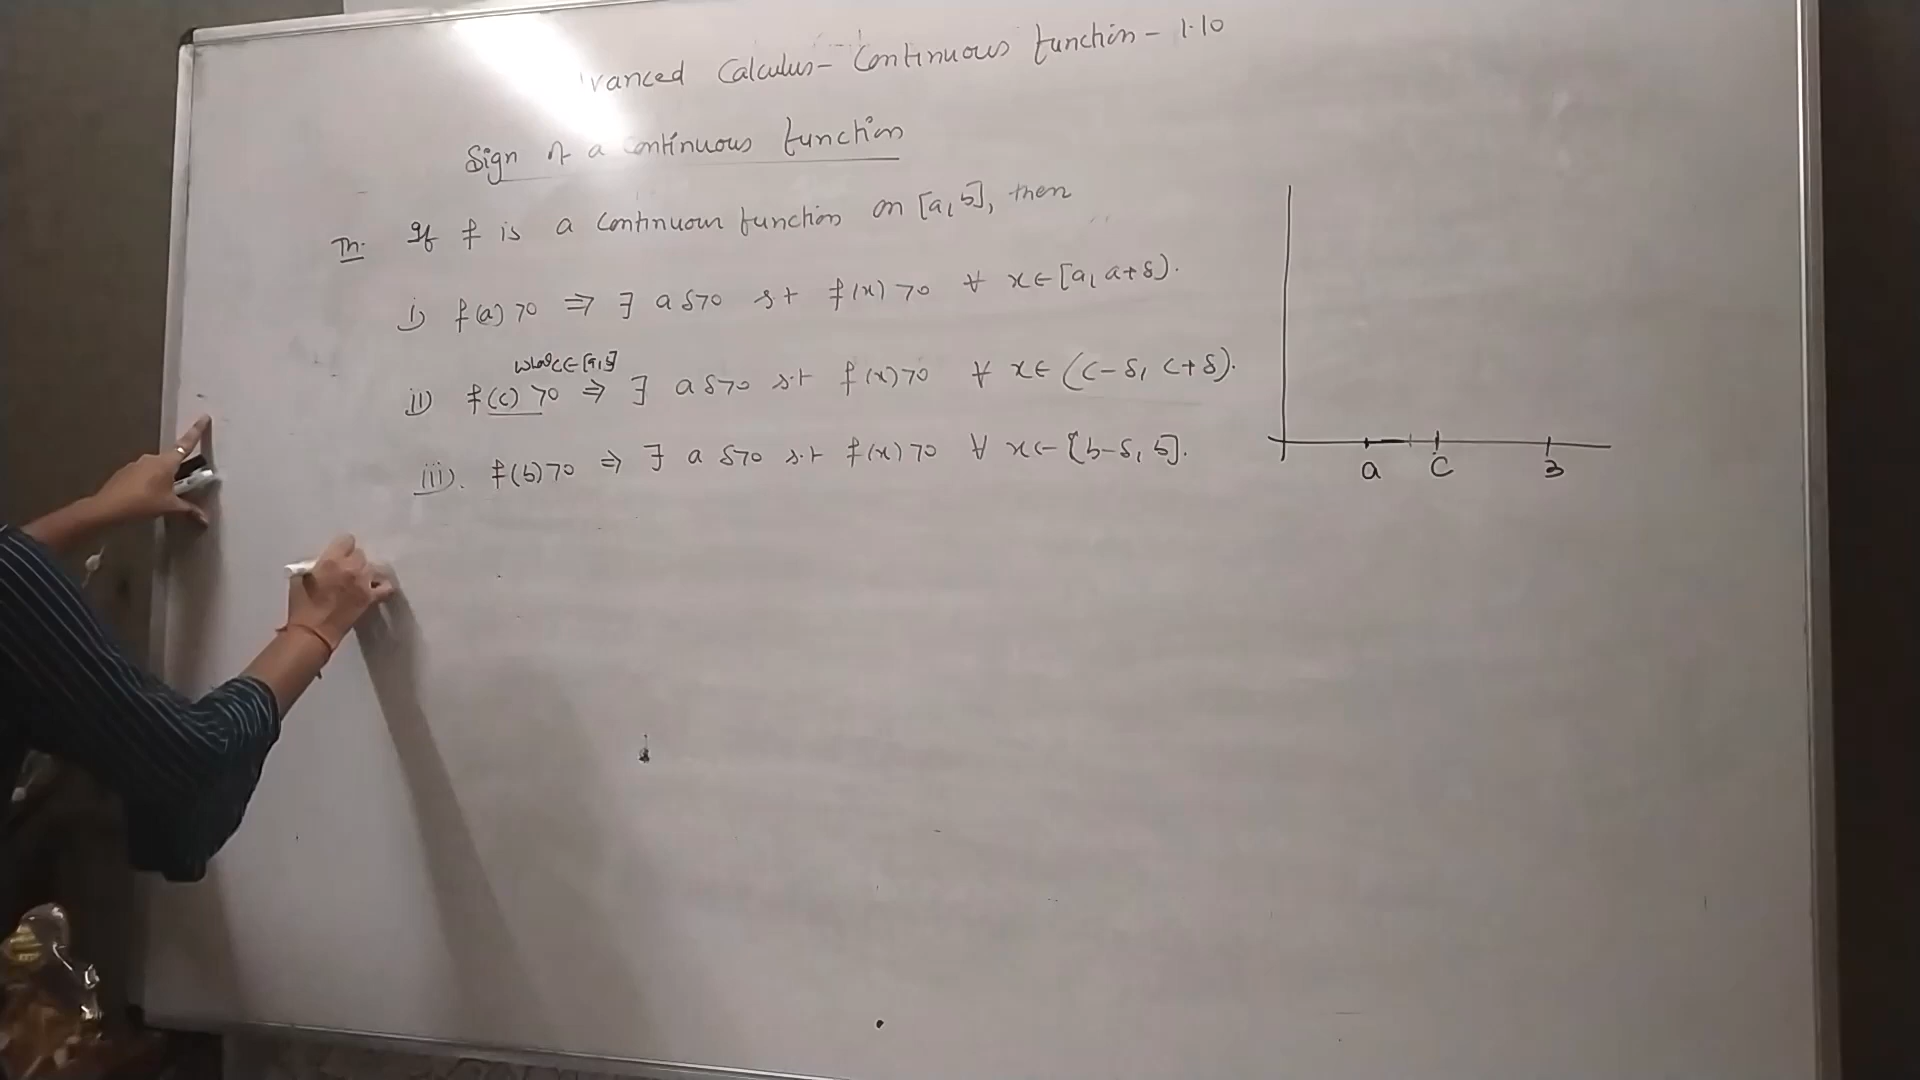 vanced Calculus - Continuous function - 1.10
Sign of a continuous function
Th. If f is a continuous function on [a, b], then
i) f(a) >0 ⇒ ∃ a δ>0 s.t f(x) >0 ∀ x ∈ [a, a+δ).
where c∈[a,b]
ii) f(c) >0 ⇒ ∃ a δ>0 s.t f(x) >0 ∀ x∈ (c-δ, c+δ).
iii). f(b)>0 ⇒ ∃ a δ>0 s.t f(x) >0 ∀ x∈ [b-δ, b].
a c b